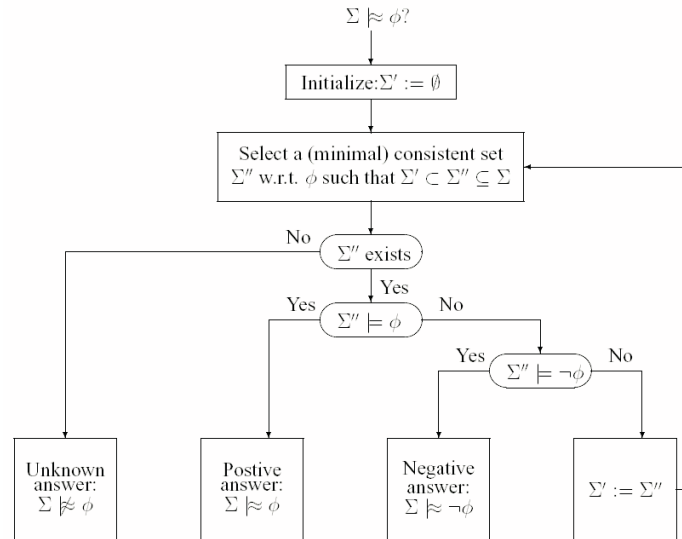 Σ |≈ ϕ?
Initialize:Σ′ := ∅
Select a (minimal) consistent set
Σ″ w.r.t. ϕ such that Σ′ ⊂ Σ″ ⊆ Σ
No
Σ″ exists
Yes
Yes
Σ″ |= ϕ
No
Yes
Σ″ |= ¬ϕ
No
Unknown
answer:
Σ |≉ ϕ
Postive
answer:
Σ |≈ ϕ
Negative
answer:
Σ |≈ ¬ϕ
Σ′ := Σ″